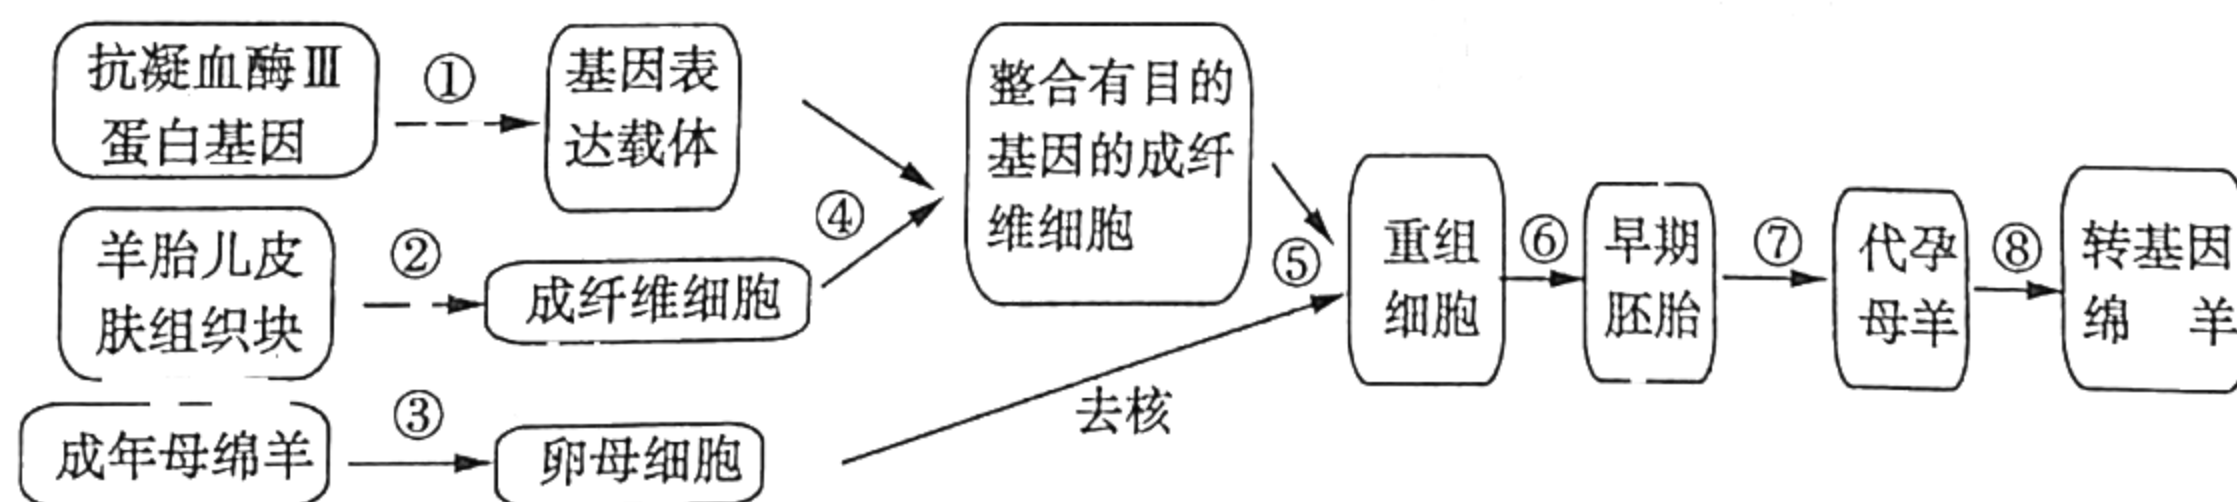 抗凝血酶Ⅲ
蛋白基因
①
基因表
达载体
羊胎儿皮
肤组织块
②
成纤维细胞
成年母绵羊
③
卵母细胞
④
整合有目的
基因的成纤
维细胞
去核
⑤
重组
细胞
⑥
早期
胚胎
⑦
代孕
母羊
⑧
转基因
绵 羊